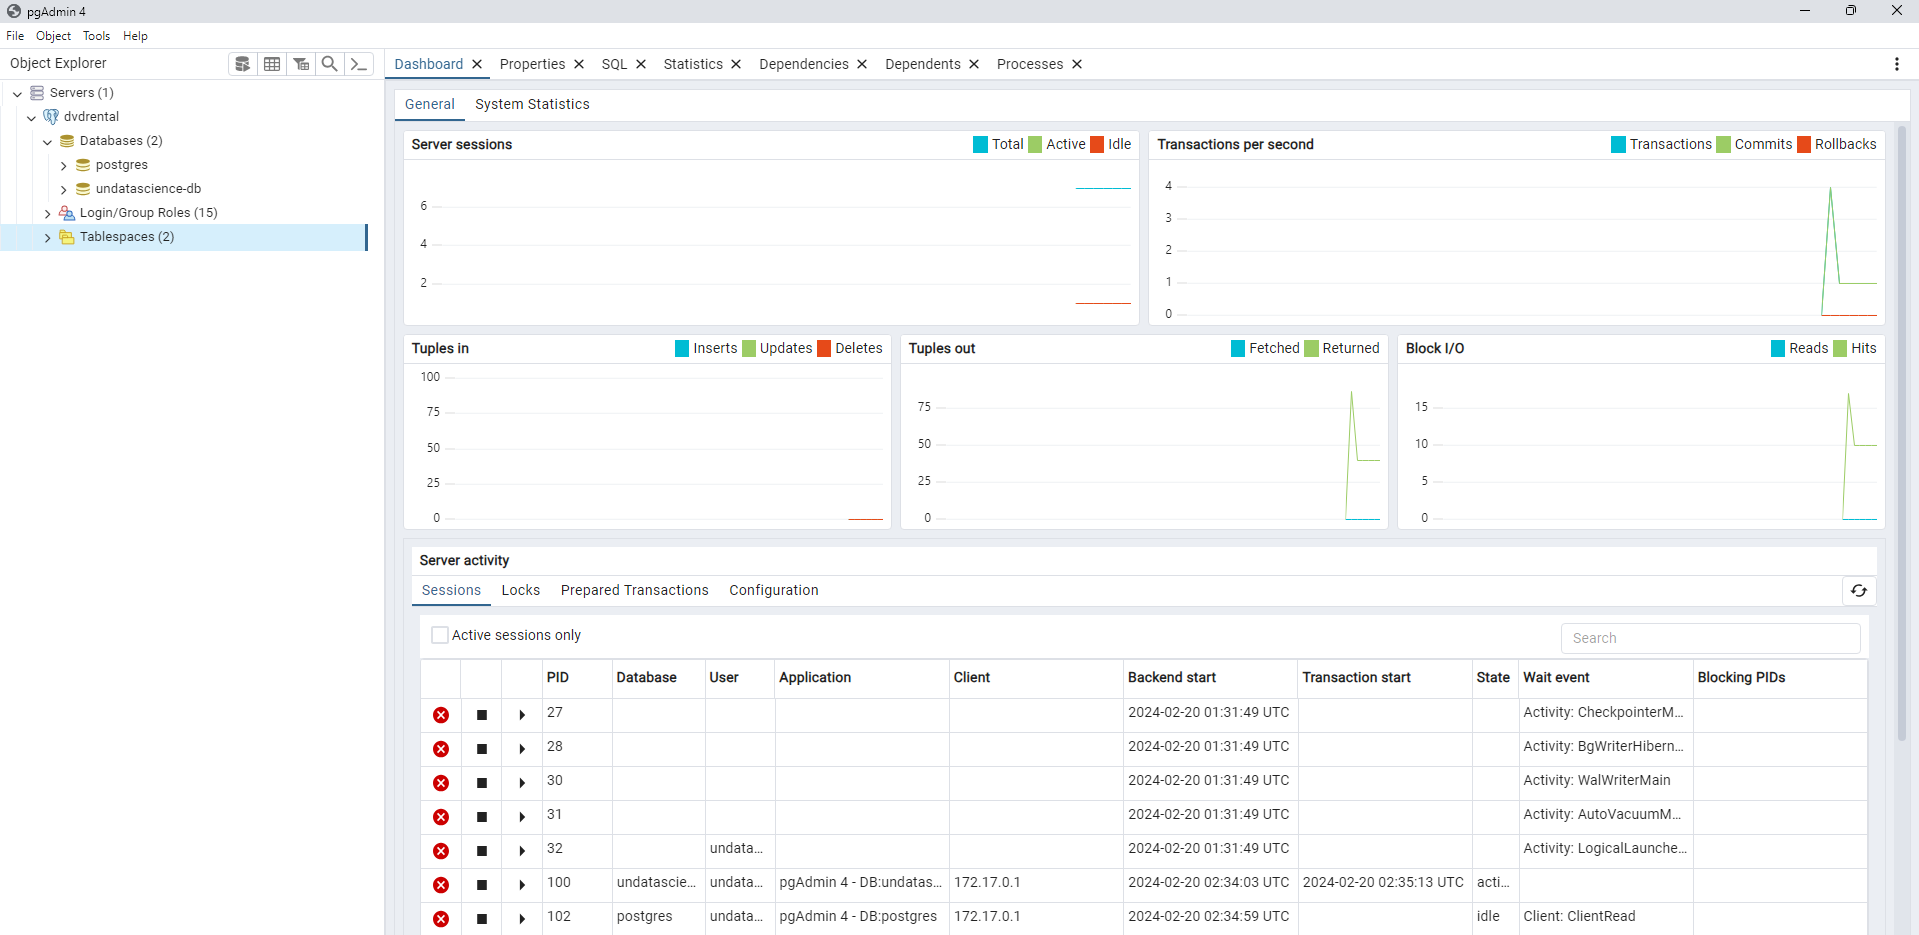 pgAdmin 4
File Object Tools Help
Object Explorer
Servers (1)
dvdrental
Databases (2)
postgres
undatascience-db
Login/Group Roles (15)
Tablespaces (2)
Dashboard Properties SQL Statistics Dependencies Dependents Processes
General System Statistics
Server sessions Total Active Idle
6
4
2
Transactions per second Transactions Commits Rollbacks
4
3
2
1
0
Tuples in Inserts Updates Deletes
100
75
50
25
0
Tuples out Fetched Returned
75
50
25
0
Block I/O Reads Hits
15
10
5
0
Server activity
Sessions Locks Prepared Transactions Configuration
Active sessions only Search
PID Database User Application Client Backend start Transaction start State Wait event Blocking PIDs
27 2024-02-20 01:31:49 UTC Activity: CheckpointerM...
28 2024-02-20 01:31:49 UTC Activity: BgWriterHibern...
30 2024-02-20 01:31:49 UTC Activity: WalWriterMain
31 2024-02-20 01:31:49 UTC Activity: AutoVacuumM...
32 undata... 2024-02-20 01:31:49 UTC Activity: LogicalLaunche...
100 undatascie... undata... pgAdmin 4 - DB:undatas... 172.17.0.1 2024-02-20 02:34:03 UTC 2024-02-20 02:35:13 UTC acti...
102 postgres undata... pgAdmin 4 - DB:postgres 172.17.0.1 2024-02-20 02:34:59 UTC idle Client: ClientRead